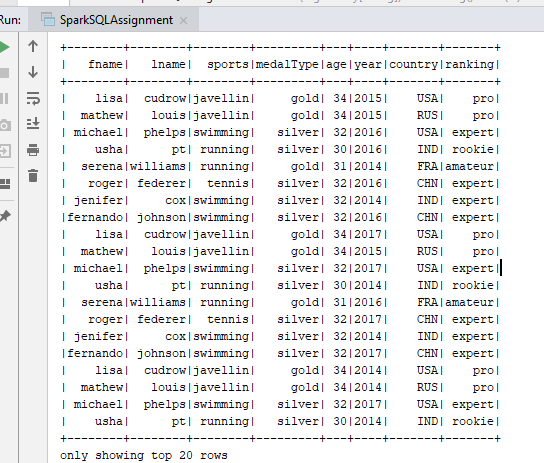 Run: SparkSQLAssignment ×
+--------+--------+--------+---------+---+----+-------+-------+
|   fname|   lname|  sports|medalType|age|year|country|ranking|
+--------+--------+--------+---------+---+----+-------+-------+
|    lisa|  cudrow|javellin|     gold| 34|2015|    USA|    pro|
|  mathew|   louis|javellin|     gold| 34|2015|    RUS|    pro|
| michael|  phelps|swimming|   silver| 32|2016|    USA| expert|
|    usha|      pt| running|   silver| 30|2016|    IND| rookie|
|  serena|williams| running|     gold| 31|2014|    FRA|amateur|
|   roger| federer|  tennis|   silver| 32|2016|    CHN| expert|
| jenifer|     cox|swimming|   silver| 32|2014|    IND| expert|
|fernando| johnson|swimming|   silver| 32|2016|    CHN| expert|
|    lisa|  cudrow|javellin|     gold| 34|2017|    USA|    pro|
|  mathew|   louis|javellin|     gold| 34|2015|    RUS|    pro|
| michael|  phelps|swimming|   silver| 32|2017|    USA| expert|
|    usha|      pt| running|   silver| 30|2014|    IND| rookie|
|  serena|williams| running|     gold| 31|2016|    FRA|amateur|
|   roger| federer|  tennis|   silver| 32|2017|    CHN| expert|
| jenifer|     cox|swimming|   silver| 32|2014|    IND| expert|
|fernando| johnson|swimming|   silver| 32|2017|    CHN| expert|
|    lisa|  cudrow|javellin|     gold| 34|2014|    USA|    pro|
|  mathew|   louis|javellin|     gold| 34|2014|    RUS|    pro|
| michael|  phelps|swimming|   silver| 32|2017|    USA| expert|
|    usha|      pt| running|   silver| 30|2014|    IND| rookie|
+--------+--------+--------+---------+---+----+-------+-------+
only showing top 20 rows